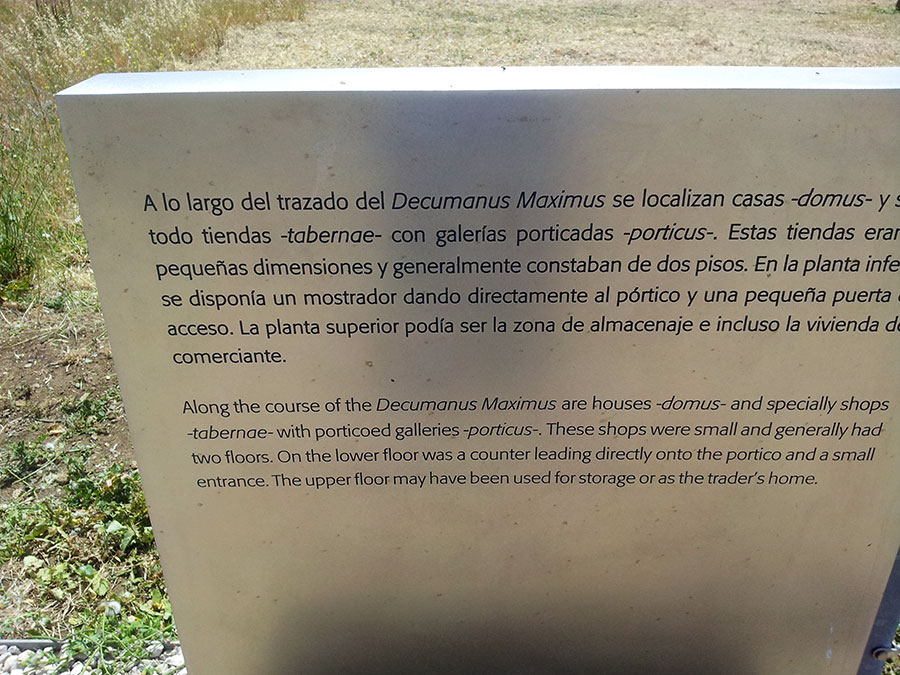 A lo largo del trazado del Decumanus Maximus se localizan casas -domus- y
todo tiendas -tabernae- con galerías porticadas -porticus-. Estas tiendas
pequeñas dimensiones y generalmente constaban de dos pisos. En la planta
se disponía un mostrador dando directamente al pórtico y una pequeña puerta
acceso. La planta superior podía ser la zona de almacenaje e incluso la vivienda
comerciante.
Along the course of the Decumanus Maximus are houses -domus- and specially shops
-tabernae- with porticoed galleries -porticus-. These shops were small and generally had
two floors. On the lower floor was a counter leading directly onto the portico and a small
entrance. The upper floor may have been used for storage or as the trader's home.